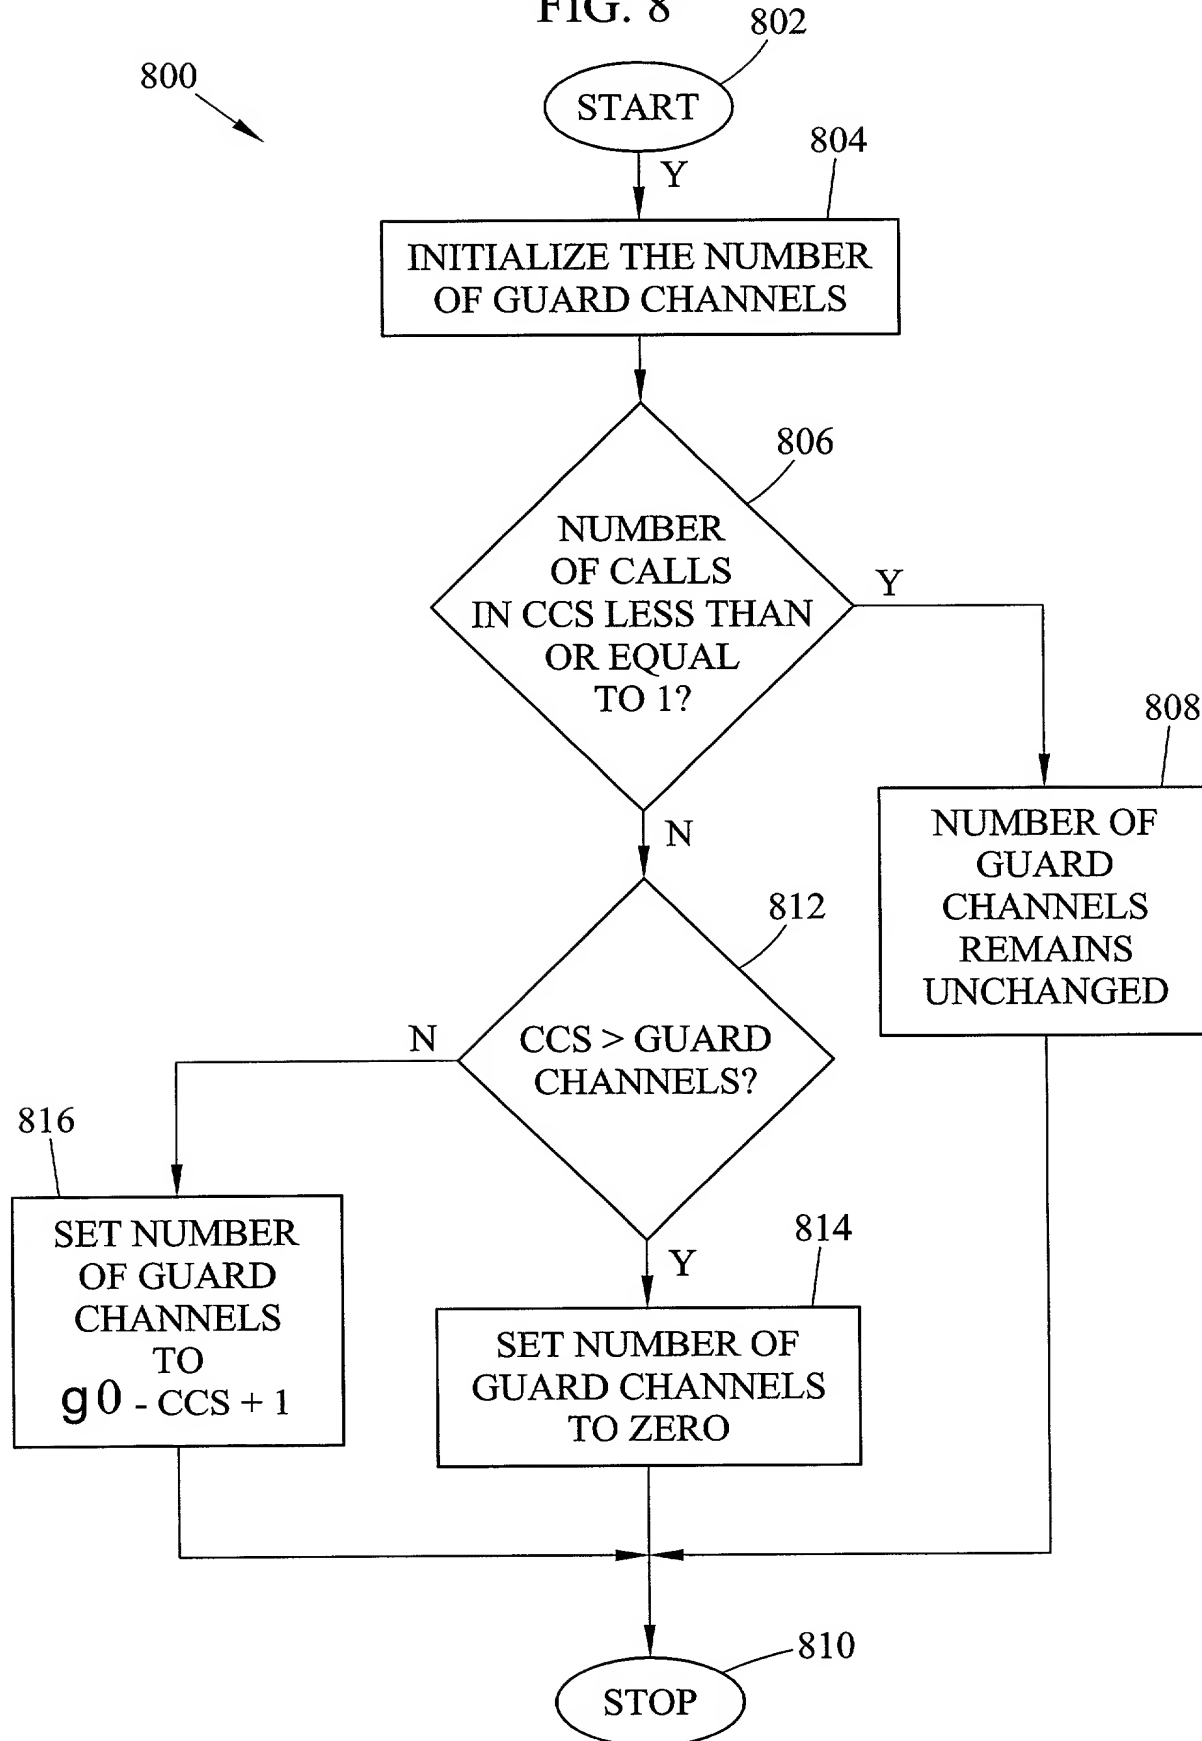 FIG. 8
800
802
START
Y
804
INITIALIZE THE NUMBER
OF GUARD CHANNELS
806
NUMBER
OF CALLS
IN CCS LESS THAN
OR EQUAL
TO 1?
Y
N
808
NUMBER OF
GUARD
CHANNELS
REMAINS
UNCHANGED
812
CCS > GUARD
CHANNELS?
N
Y
816
SET NUMBER
OF GUARD
CHANNELS
TO
g0 - CCS + 1
814
SET NUMBER OF
GUARD CHANNELS
TO ZERO
810
STOP